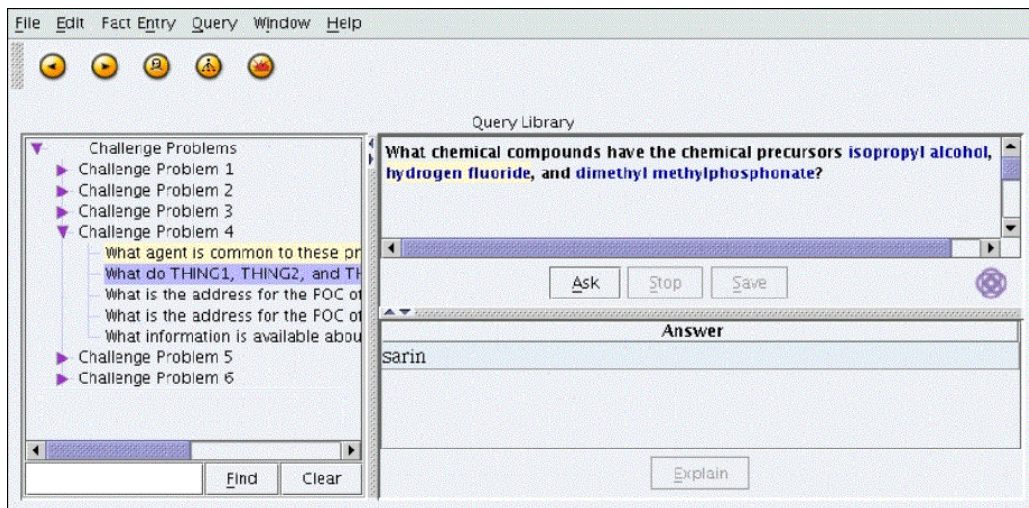 File Edit Fact Entry Query Window Help
Query Library
Challenge Problems
Challenge Problem 1
Challenge Problem 2
Challenge Problem 3
Challenge Problem 4
What agent is common to these pr
What do THING1, THING2, and TH
What is the address for the POC of
What is the address for the POC of
What information is available abou
Challenge Problem 5
Challenge Problem 6
Find Clear
What chemical compounds have the chemical precursors isopropyl alcohol,
hydrogen fluoride, and dimethyl methylphosphonate?
Ask Stop Save
Answer
sarin
Explain